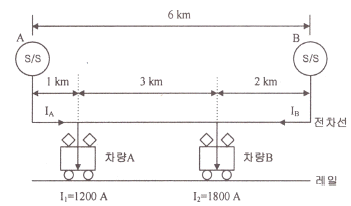 6 km
A B
S/S S/S
1 km 3 km 2 km
I_A I_B 전차선
차량A 차량B
레일
I₁=1200 A I₂=1800 A